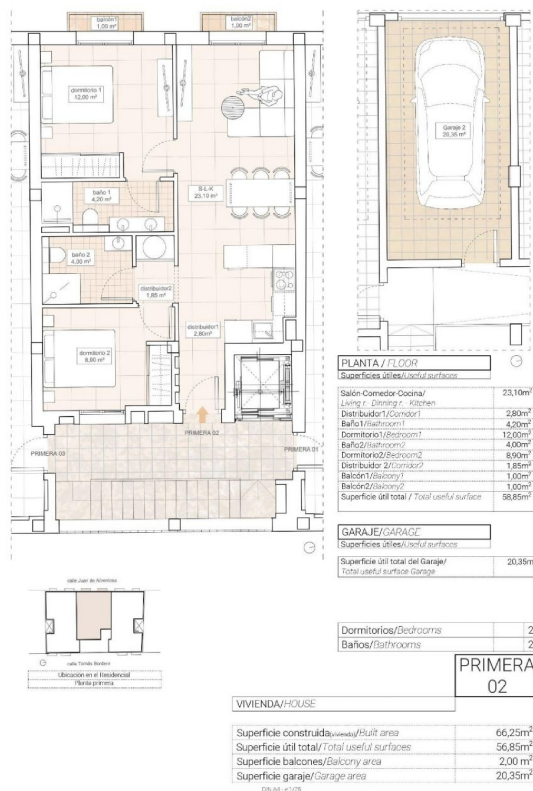 balcón1
1,00 m²
balcón2
1,00 m²
dormitorio 1
12,00 m²
S-L-K
23,10 m²
baño 1
4,20 m²
baño 2
4,00 m²
distribuidor2
1,85 m²
distribuidor1
2,80m²
dormitorio 2
8,90 m²
PRIMERA 02
PRIMERA 03
PRIMERA 01
Garaje 2
20,35 m²
PLANTA / FLOOR
Superficies útiles/Useful surfaces
Salón-Comedor-Cocina/ 23,10m²
Living r.- Dinning r. - Kitchen
Distribuidor1/Corridor1 2,80m²
Baño1/Bathroom1 4,20m²
Dormitorio1/Bedroom1 12,00m²
Baño2/Bathroom2 4,00m²
Dormitorio2/Bedroom2 8,90m²
Distribuidor 2/Corridor2 1,85m²
Balcón1/Balcony1 1,00m²
Balcón2/Balcony2 1,00m²
Superficie útil total / Total useful surface 58,85m²
GARAJE/GARAGE
Superficies útiles/Useful surfaces
Superficie útil total del Garaje/ 20,35m
Total useful surface Garage
calle Juan de
calle Tomás
Ubicación en el Residencial
Planta primera
Dormitorios/Bedrooms 2
Baños/Bathrooms 2
PRIMERA
02
VIVIENDA/HOUSE
Superficie construida(vivienda)/Built area 66,25m²
Superficie útil total/Total useful surfaces 56,85m²
Superficie balcones/Balcony area 2,00 m²
Superficie garaje/Garage area 20,35m²